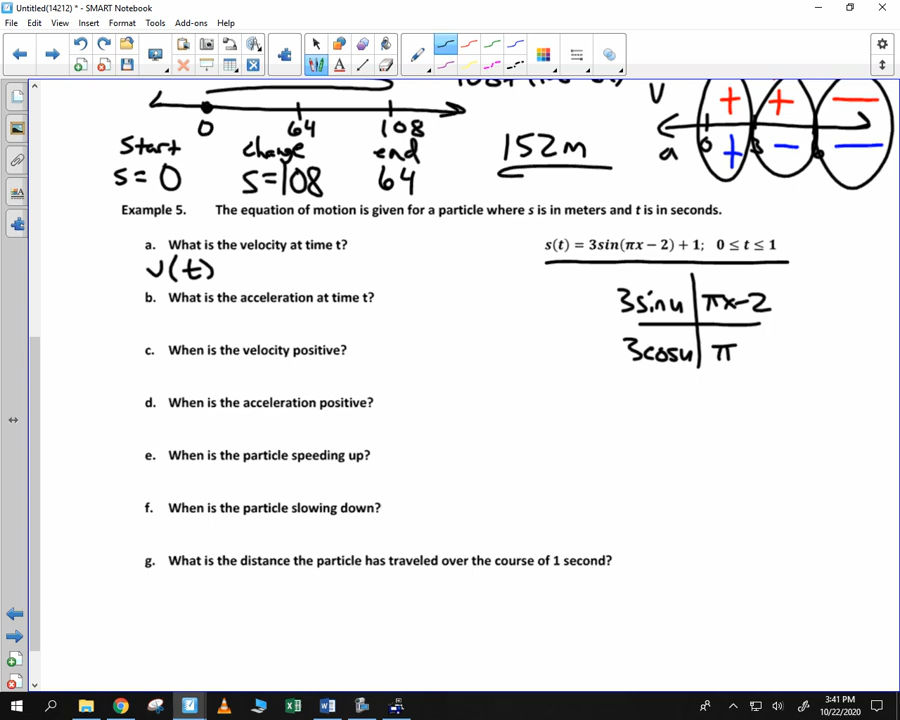 Untitled(14212) * - SMART Notebook
File Edit View Insert Format Tools Add-ons Help
V + + —
0 64 108
a 0 + 3 – 6 —
Start change end
s = 0 s=108 64
152m
Example 5. The equation of motion is given for a particle where s is in meters and t is in seconds.
a. What is the velocity at time t?
s(t) = 3sin(πx − 2) + 1; 0 ≤ t ≤ 1
v(t)
b. What is the acceleration at time t?
3sinu πx-2
c. When is the velocity positive?
3cosu π
d. When is the acceleration positive?
e. When is the particle speeding up?
f. When is the particle slowing down?
g. What is the distance the particle has traveled over the course of 1 second?
3:41 PM
10/22/2020